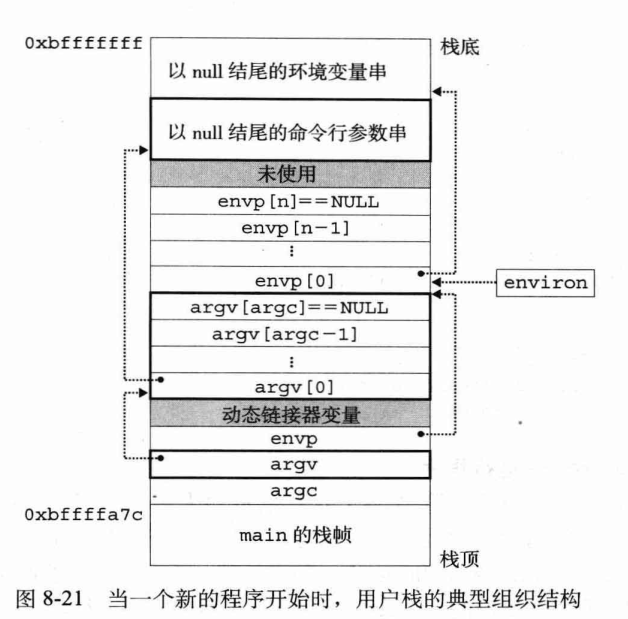 0xbfffffff
栈底
以 null 结尾的环境变量串
以 null 结尾的命令行参数串
未使用
envp[n]==NULL
envp[n-1]
⋮
envp[0]
environ
argv[argc]==NULL
argv[argc-1]
⋮
argv[0]
动态链接器变量
envp
argv
argc
0xbffffa7c
main 的栈帧
栈顶
图 8-21 当一个新的程序开始时，用户栈的典型组织结构